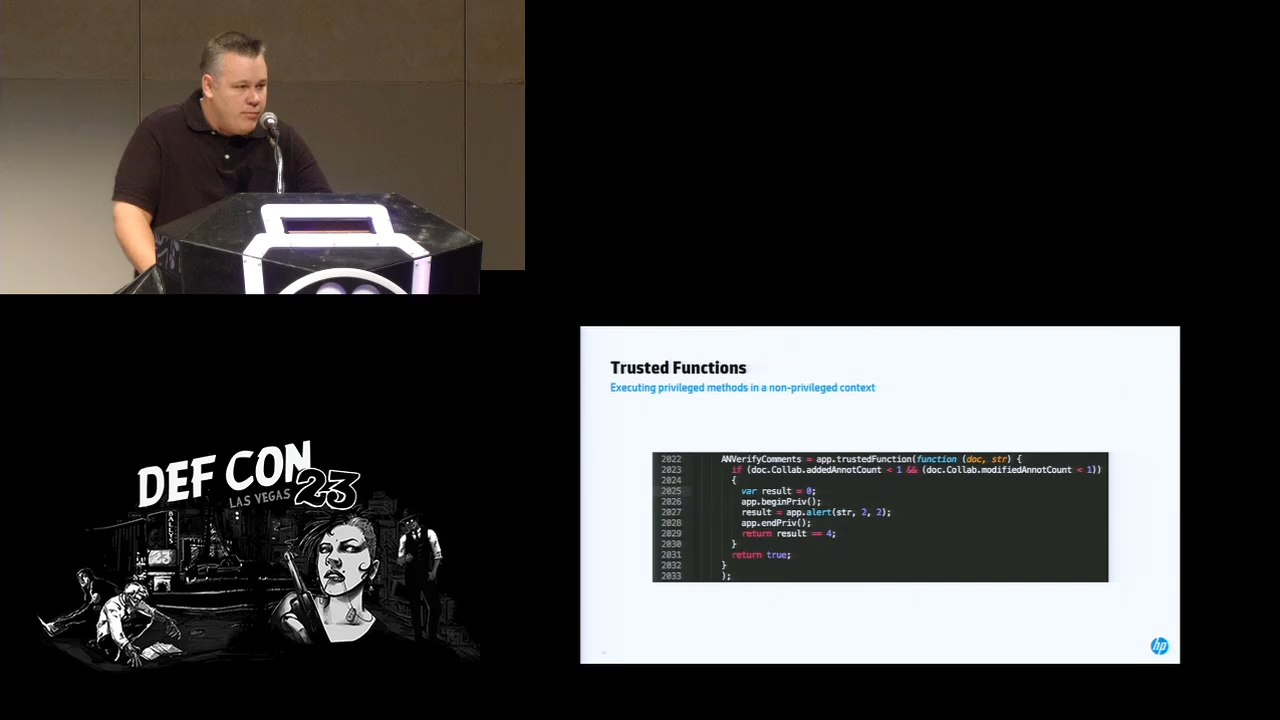 Trusted Functions
Executing privileged methods in a non-privileged context
2022 ANVerifyComments = app.trustedFunction(function (doc, str) {
2023 if (doc.Collab.addedAnnotCount < 1 && (doc.Collab.modifiedAnnotCount < 1))
2024 {
2025 var result = 0;
2026 app.beginPriv();
2027 result = app.alert(str, 2, 2);
2028 app.endPriv();
2029 return result == 4;
2030 }
2031 return true;
2032 }
2033 );
hp
DEF CON
LAS VEGAS 23
BALLYS